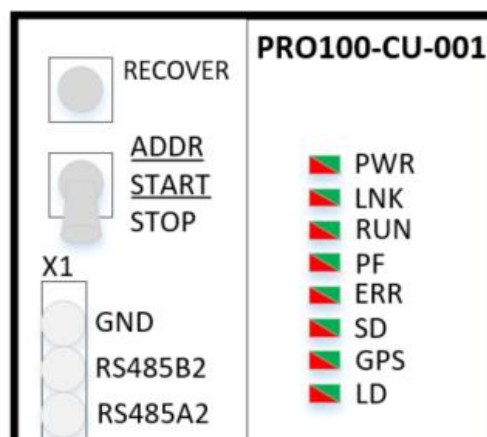 RECOVER
ADDR
START
STOP
X1
GND
RS485B2
RS485A2
PRO100-CU-001
PWR
LNK
RUN
PF
ERR
SD
GPS
LD